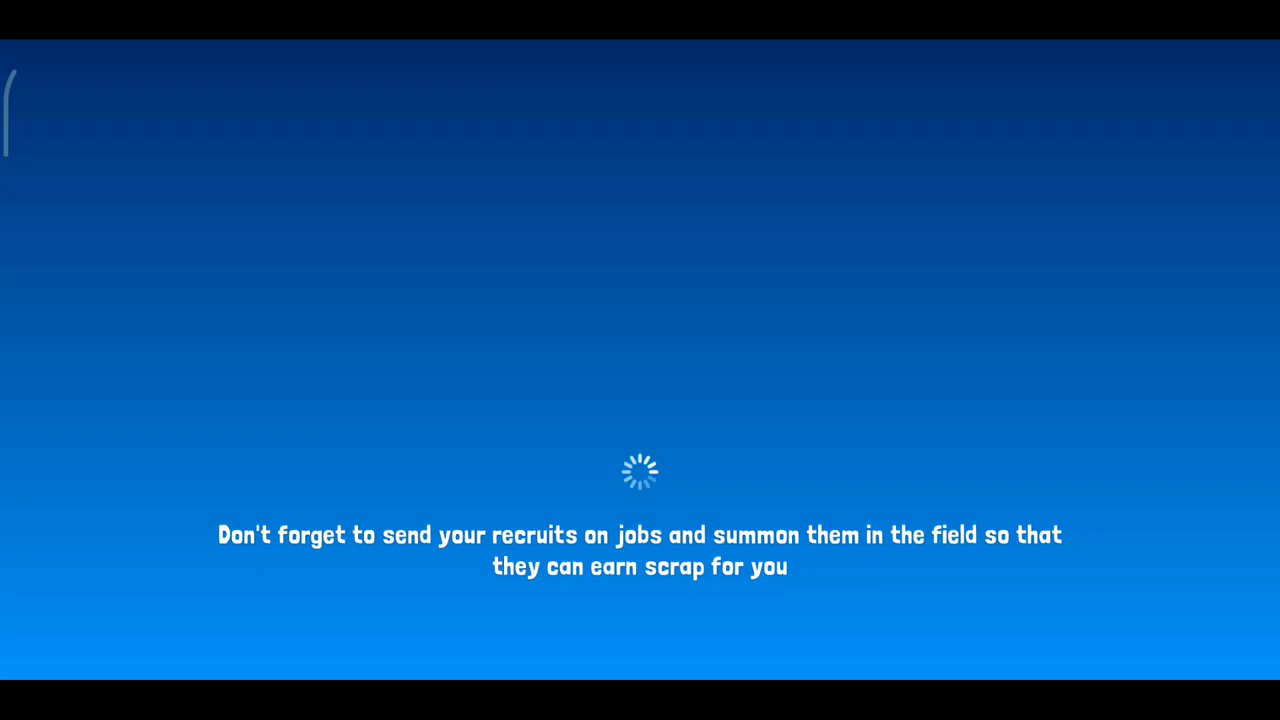 Don't forget to send your recruits on jobs and summon them in the field so that
they can earn scrap for you